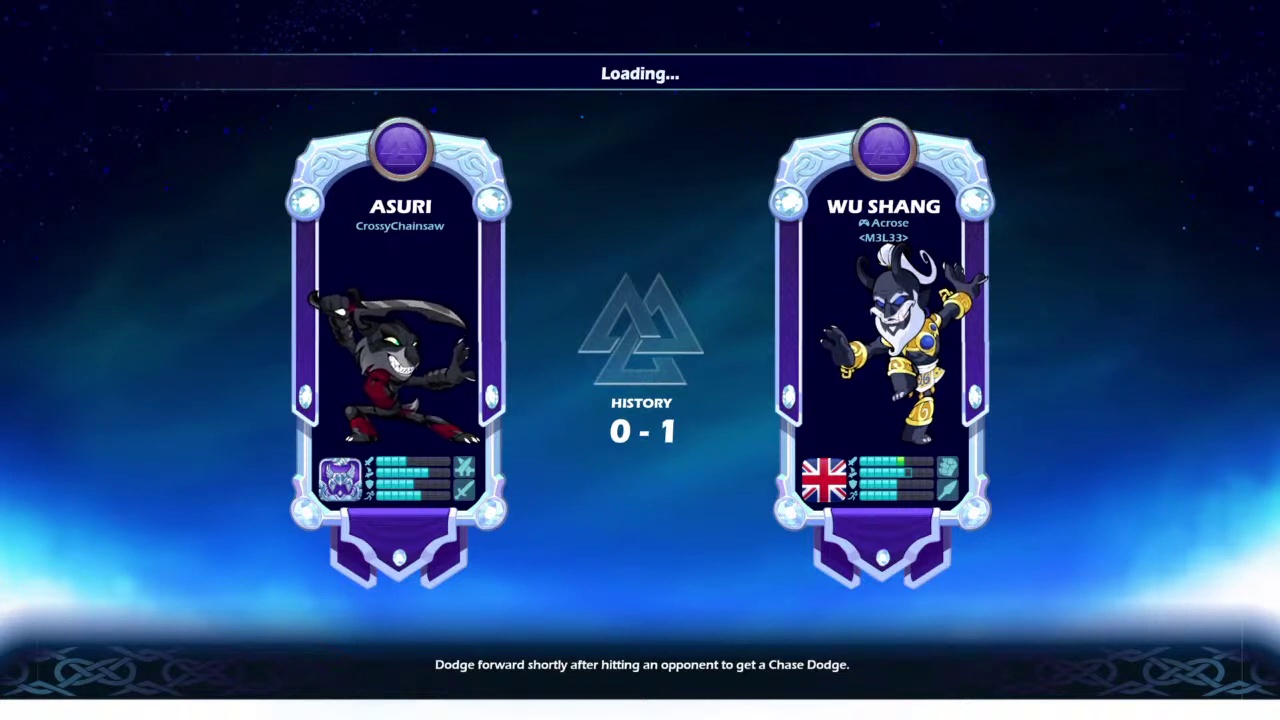 Loading...
ASURI
CrossyChainsaw
WU SHANG
Acrose
<M3L33>
HISTORY
0 - 1
Dodge forward shortly after hitting an opponent to get a Chase Dodge.